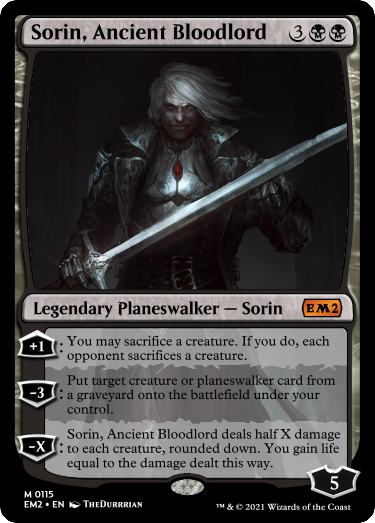 Sorin, Ancient Bloodlord 3
Legendary Planeswalker — Sorin EM2
+1: You may sacrifice a creature. If you do, each
opponent sacrifices a creature.
Put target creature or planeswalker card from
-3: a graveyard onto the battlefield under your
control.
Sorin, Ancient Bloodlord deals half X damage
-X: to each creature, rounded down. You gain life
equal to the damage dealt this way.
5
M 0115
EM2 • EN TheDurrrian ™ & © 2021 Wizards of the Coast